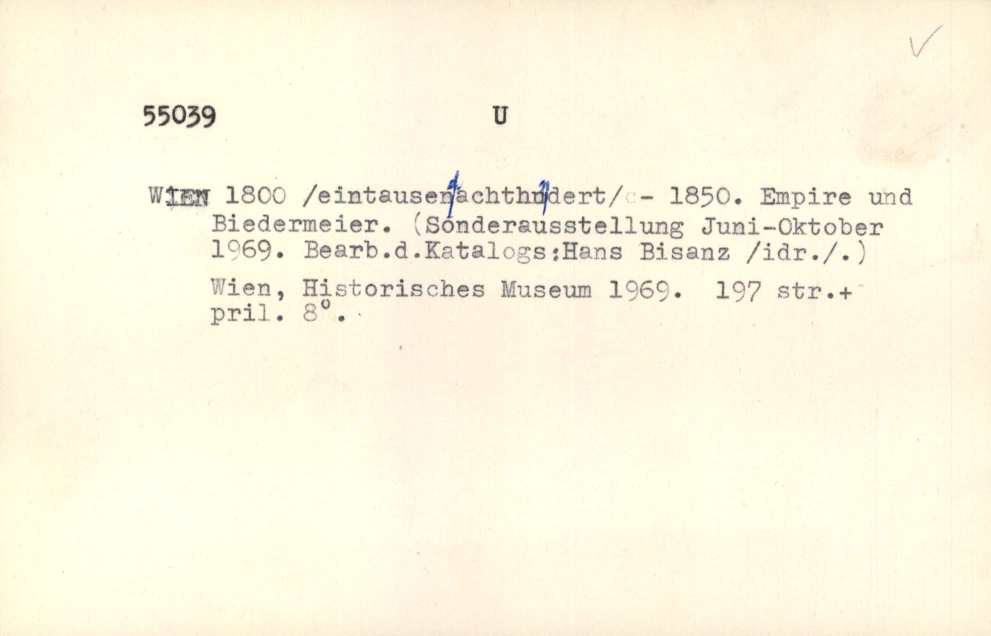 55039 U
WIEN 1800 /eintausendachthundert/ - 1850. Empire und
Biedermeier. (Sonderausstellung Juni-Oktober
1969. Bearb.d.Katalogs:Hans Bisanz /idr./.)
Wien, Historisches Museum 1969. 197 str.+
pril. 8°.